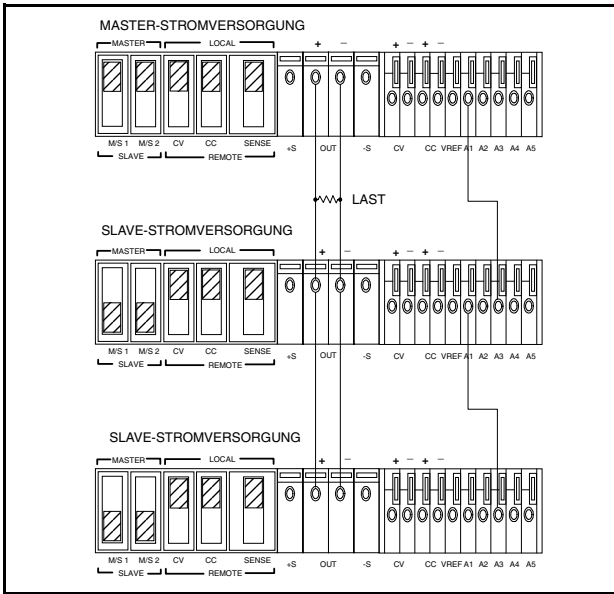 MASTER-STROMVERSORGUNG
MASTER LOCAL + −
+ − + −
M/S 1 M/S 2 CV CC SENSE
+S OUT -S CV CC VREF A1 A2 A3 A4 A5
SLAVE REMOTE
LAST
SLAVE-STROMVERSORGUNG
MASTER LOCAL + − + − + −
M/S 1 M/S 2 CV CC SENSE +S OUT -S CV CC VREF A1 A2 A3 A4 A5
SLAVE REMOTE
SLAVE-STROMVERSORGUNG
MASTER LOCAL + − + − + −
M/S 1 M/S 2 CV CC SENSE +S OUT -S CV CC VREF A1 A2 A3 A4 A5
SLAVE REMOTE